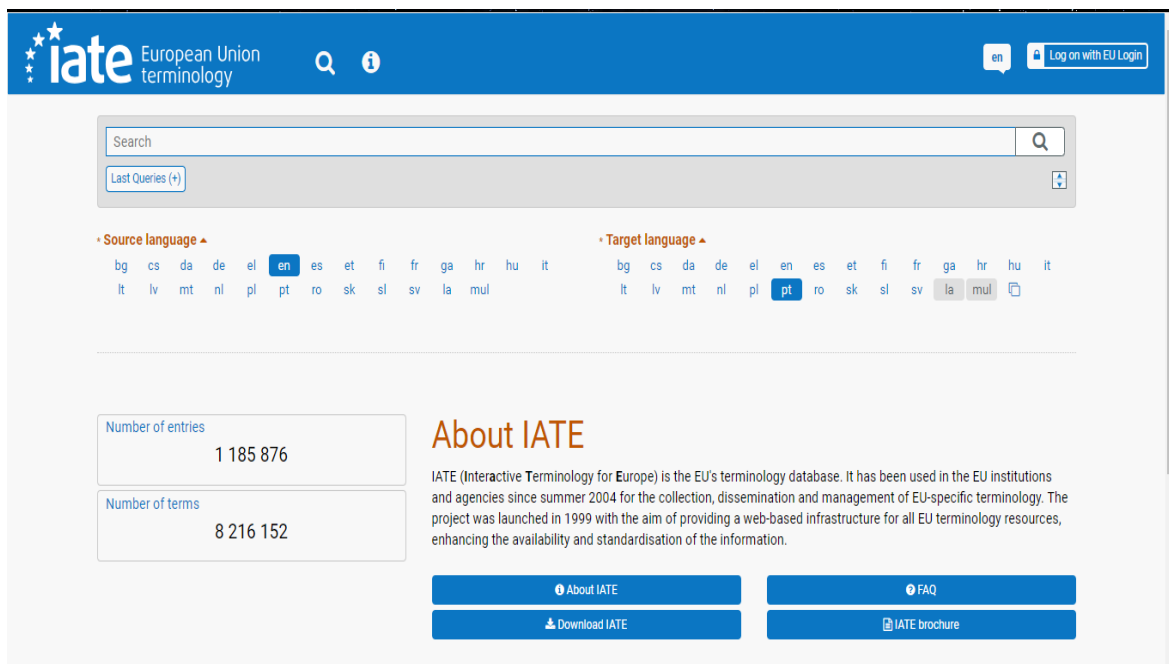 iate European Union
terminology
en
Log on with EU Login
Search
Last Queries (+)
* Source language
bg cs da de el en es et fi fr ga hr hu it
lt lv mt nl pl pt ro sk sl sv la mul
* Target language
bg cs da de el en es et fi fr ga hr hu it
lt lv mt nl pl pt ro sk sl sv la mul
Number of entries
1 185 876
Number of terms
8 216 152
About IATE
IATE (Interactive Terminology for Europe) is the EU's terminology database. It has been used in the EU institutions
and agencies since summer 2004 for the collection, dissemination and management of EU-specific terminology. The
project was launched in 1999 with the aim of providing a web-based infrastructure for all EU terminology resources,
enhancing the availability and standardisation of the information.
About IATE
FAQ
Download IATE
IATE brochure